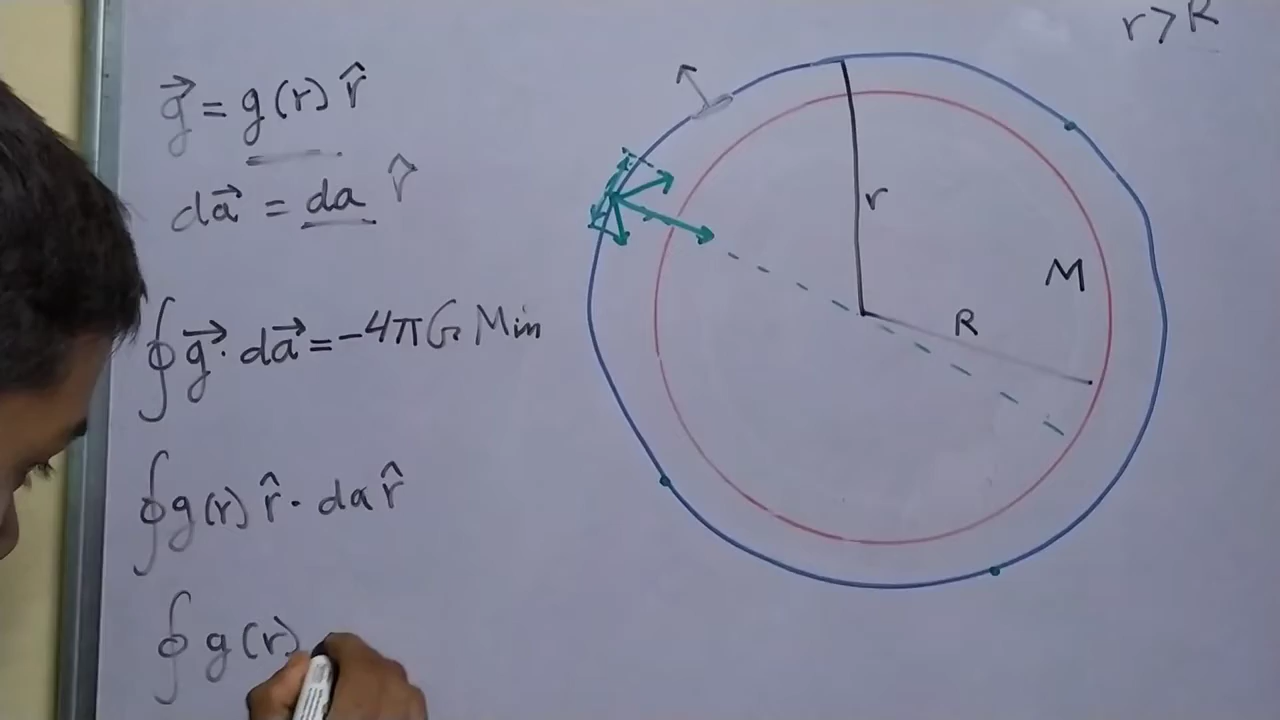 r > R
g⃗ = g(r) r̂
da⃗ = da r̂
∮ g⃗ · da⃗ = -4πG Min
∮ g(r) r̂ · da r̂
∮ g(r)
r
M
R